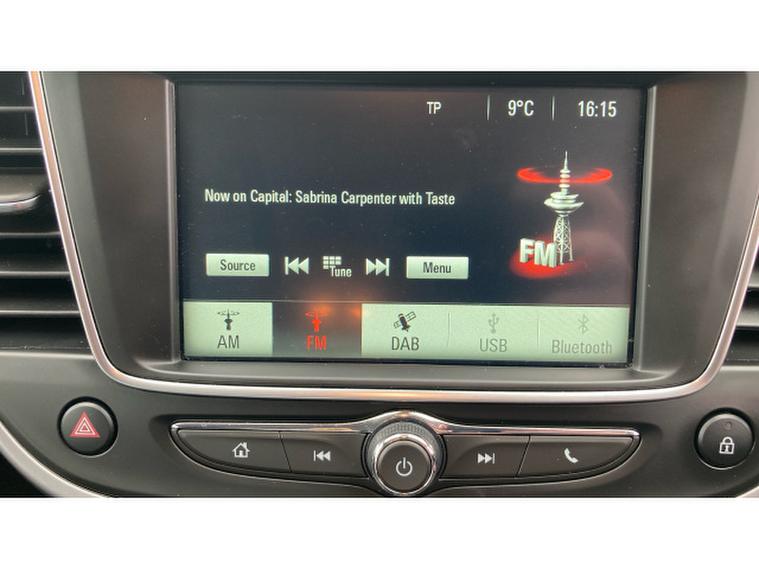 TP 9°C 16:15
Now on Capital: Sabrina Carpenter with Taste
FM
Source Tune Menu
AM FM DAB USB Bluetooth